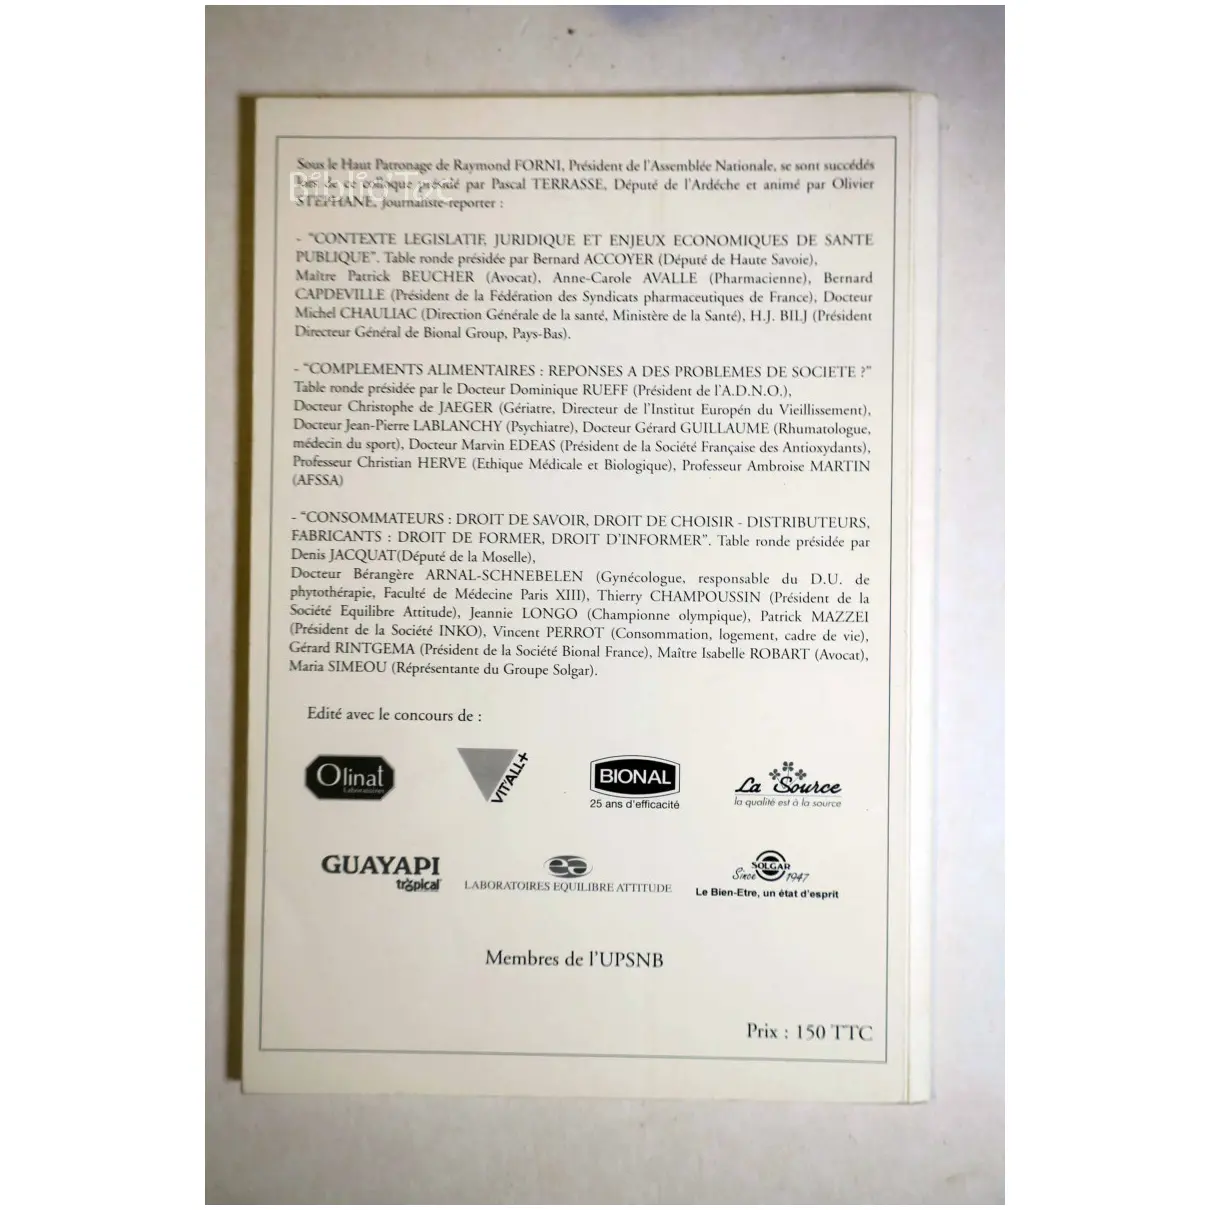 Sous le Haut Patronage de Raymond FORNI, Président de l'Assemblée Nationale, se sont succédés
lors de ce colloque présidé par Pascal TERRASSE, Député de l'Ardéche et animé par Olivier
STEPHANE, Journaliste-reporter :
Biblio'Tac
- "CONTEXTE LEGISLATIF, JURIDIQUE ET ENJEUX ECONOMIQUES DE SANTE
PUBLIQUE". Table ronde présidée par Bernard ACCOYER (Député de Haute Savoie),
Maître Patrick BEUCHER (Avocat), Anne-Carole AVALLE (Pharmacienne), Bernard
CAPDEVILLE (Président de la Fédération des Syndicats pharmaceutiques de France), Docteur
Michel CHAULIAC (Direction Générale de la santé, Ministère de la Santé), H.J. BILJ (Président
Directeur Général de Bional Group, Pays-Bas).
- "COMPLEMENTS ALIMENTAIRES : REPONSES A DES PROBLEMES DE SOCIETE ?"
Table ronde présidée par le Docteur Dominique RUEFF (Président de l'A.D.N.O.),
Docteur Christophe de JAEGER (Gériatre, Directeur de l'Institut Europén du Vieillissement),
Docteur Jean-Pierre LABLANCHY (Psychiatre), Docteur Gérard GUILLAUME (Rhumatologue,
médecin du sport), Docteur Marvin EDEAS (Président de la Société Française des Antioxydants),
Professeur Christian HERVE (Ethique Médicale et Biologique), Professeur Ambroise MARTIN
(AFSSA)
- "CONSOMMATEURS : DROIT DE SAVOIR, DROIT DE CHOISIR - DISTRIBUTEURS,
FABRICANTS : DROIT DE FORMER, DROIT D'INFORMER". Table ronde présidée par
Denis JACQUAT(Député de la Moselle),
Docteur Bérangère ARNAL-SCHNEBELEN (Gynécologue, responsable du D.U. de
phytothérapie, Faculté de Médecine Paris XIII), Thierry CHAMPOUSSIN (Président de la
Société Equilibre Attitude), Jeannie LONGO (Championne olympique), Patrick MAZZEI
(Président de la Société INKO), Vincent PERROT (Consommation, logement, cadre de vie),
Gérard RINTGEMA (Président de la Société Bional France), Maître Isabelle ROBART (Avocat),
Maria SIMEOU (Réprésentante du Groupe Solgar).
Edité avec le concours de :
Olinat
Laboratoires
VIT'ALL+
BIONAL
25 ans d'efficacité
La Source
la qualité est à la source
GUAYAPI
tropical
ea
LABORATOIRES EQUILIBRE ATTITUDE
SOLGAR
Since 1947
Le Bien-Etre, un état d'esprit
Membres de l'UPSNB
Prix : 150 TTC